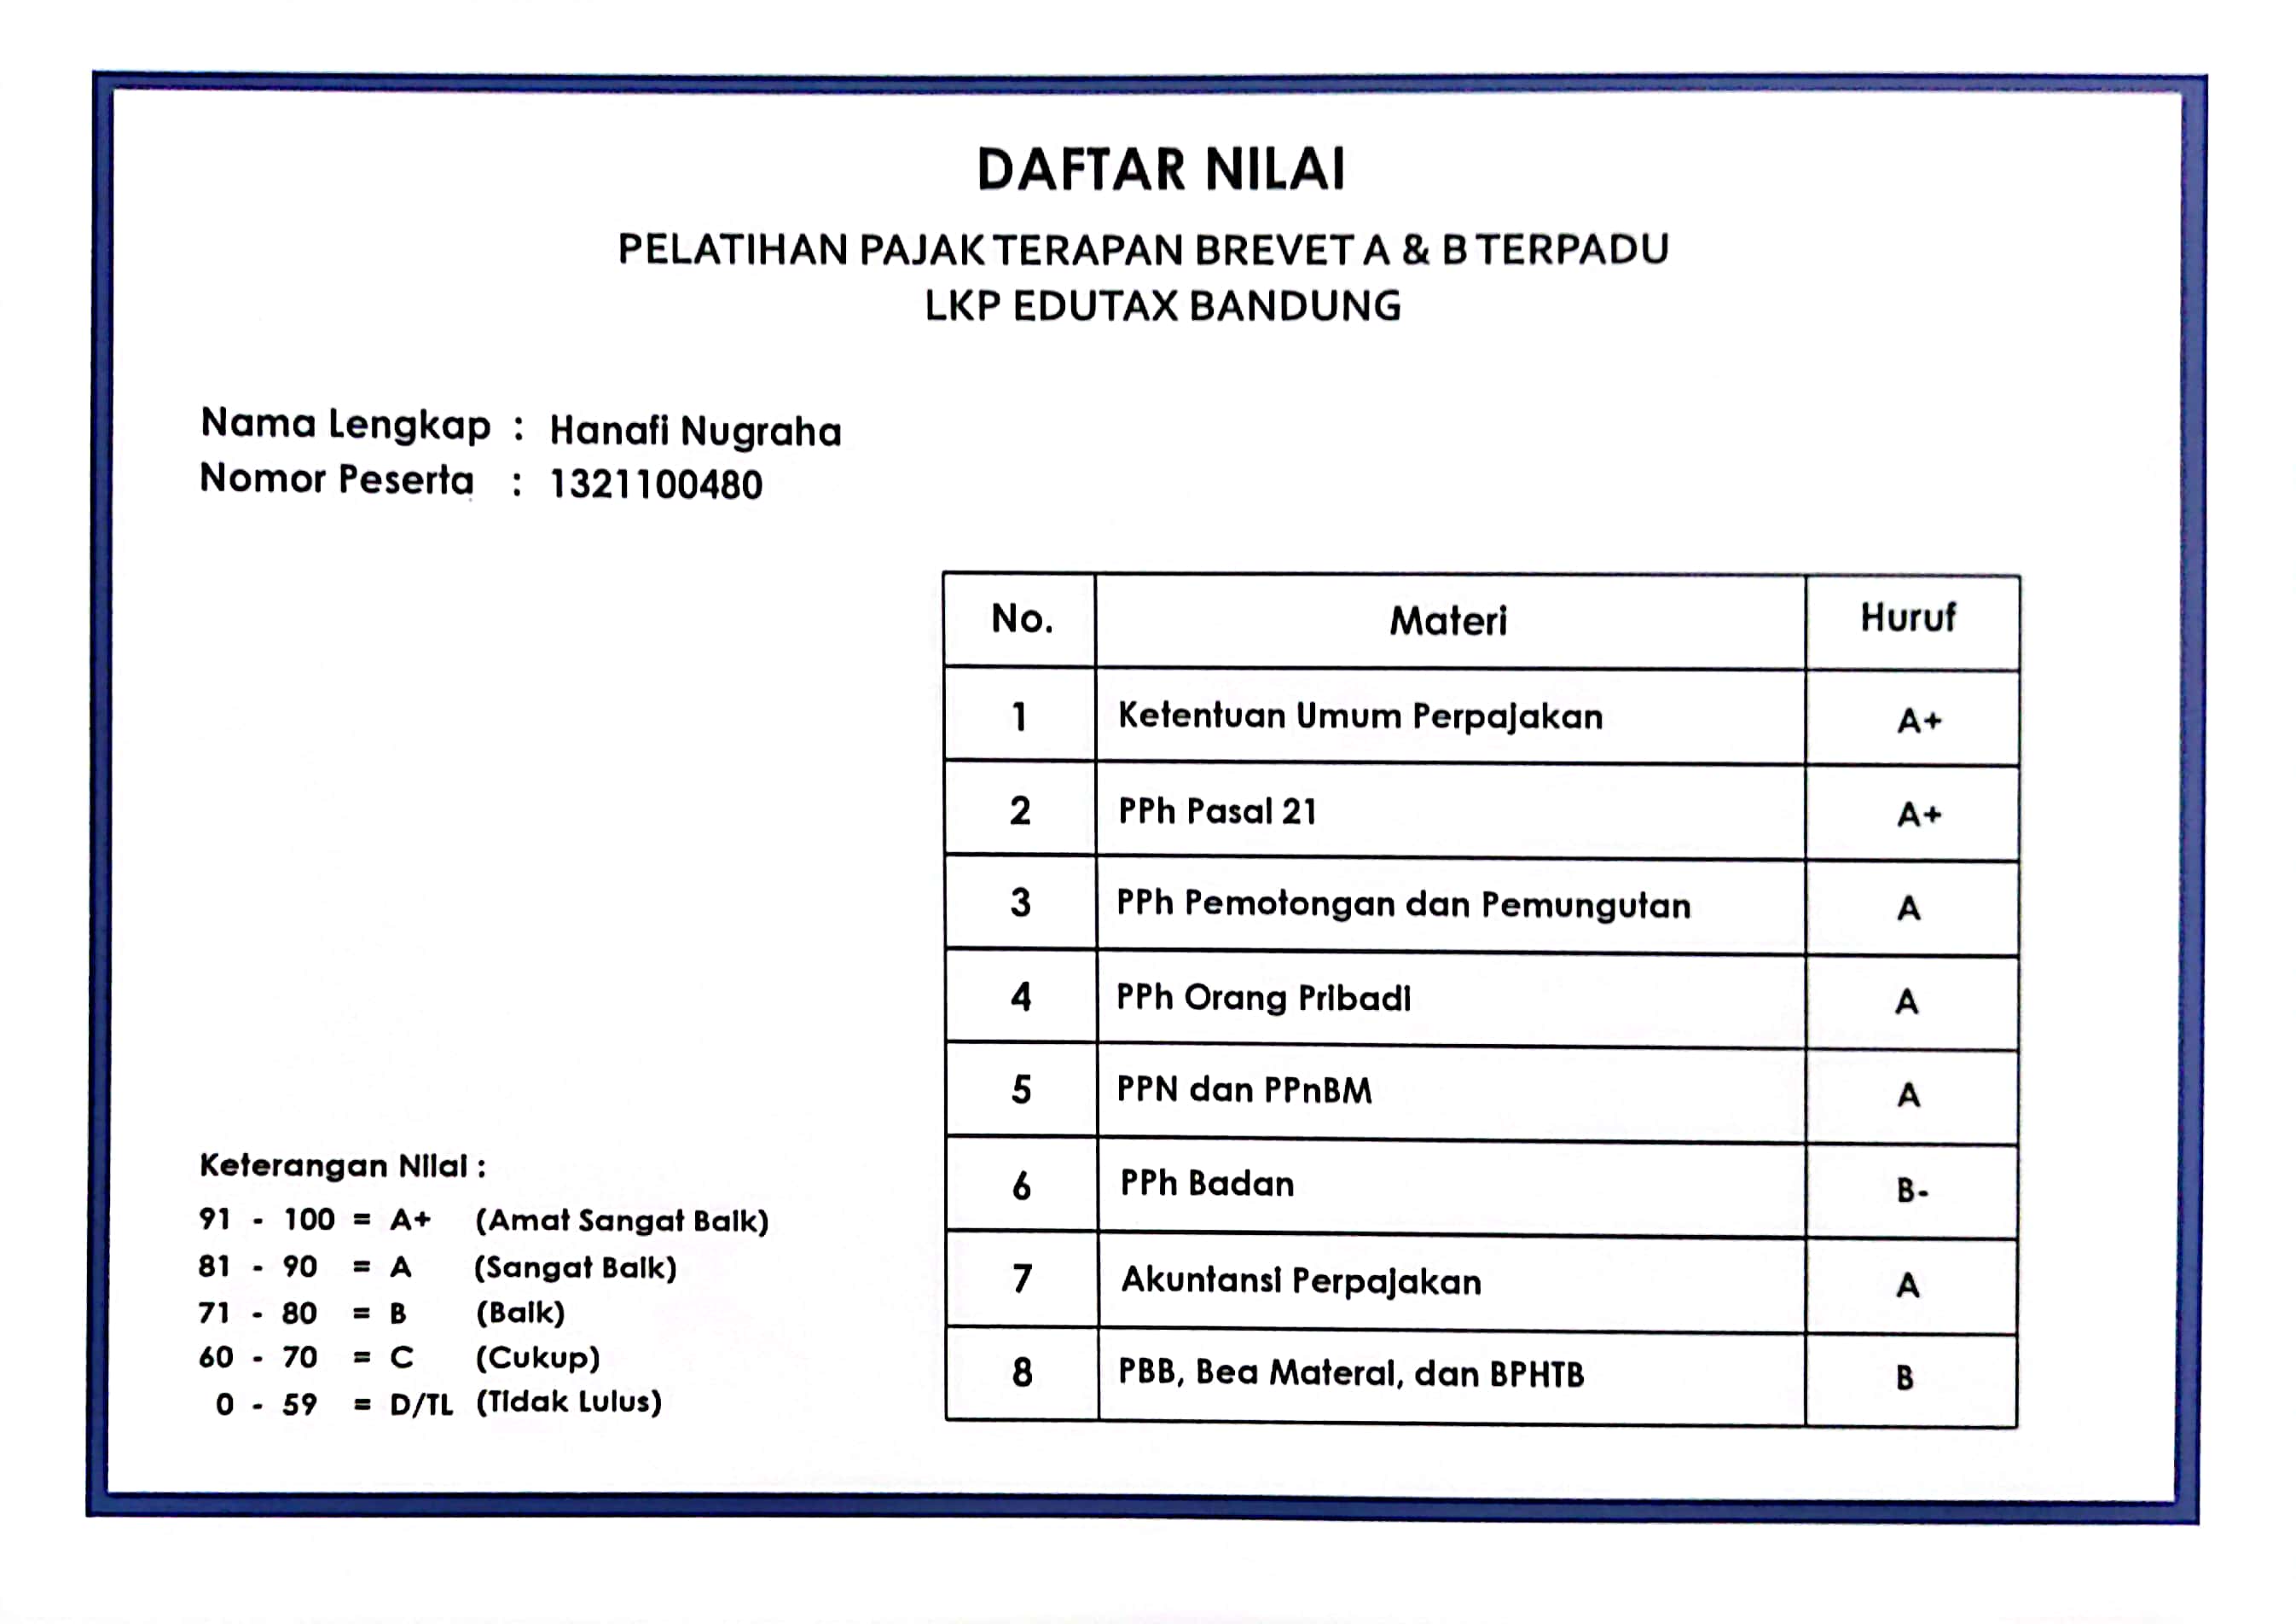 DAFTAR NILAI
PELATIHAN PAJAK TERAPAN BREVET A & B TERPADU
LKP EDUTAX BANDUNG
Nama Lengkap : Hanafi Nugraha
Nomor Peserta : 1321100480
No. Materi Huruf
1 Ketentuan Umum Perpajakan A+
2 PPh Pasal 21 A+
3 PPh Pemotongan dan Pemungutan A
4 PPh Orang Pribadi A
5 PPN dan PPnBM A
6 PPh Badan B-
7 Akuntansi Perpajakan A
8 PBB, Bea Materal, dan BPHTB B
Keterangan Nilai :
91 - 100 = A+ (Amat Sangat Baik)
81 - 90 = A (Sangat Baik)
71 - 80 = B (Baik)
60 - 70 = C (Cukup)
0 - 59 = D/TL (Tidak Lulus)